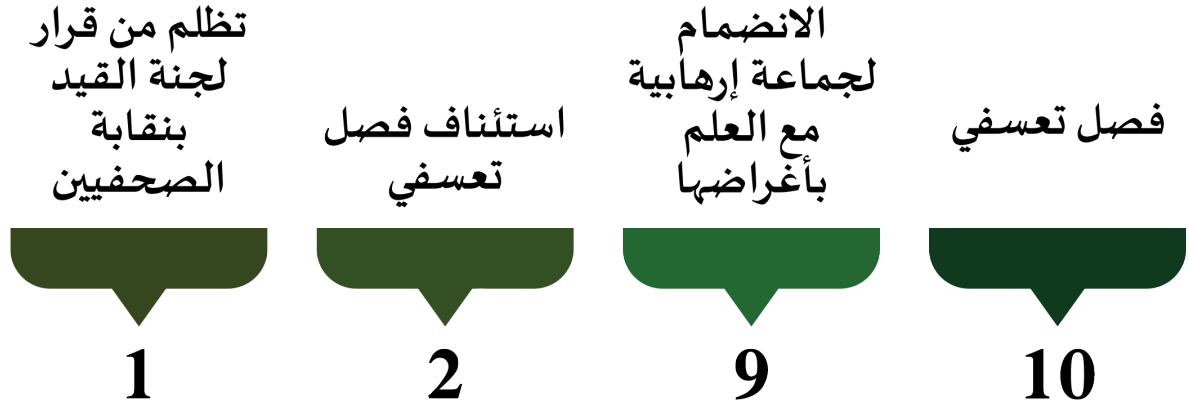 فصل تعسفي
10
الانضمام
لجماعة إرهابية
مع العلم
بأغراضها
9
استئناف فصل
تعسفي
2
تظلم من قرار
لجنة القيد
بنقابة
الصحفيين
1